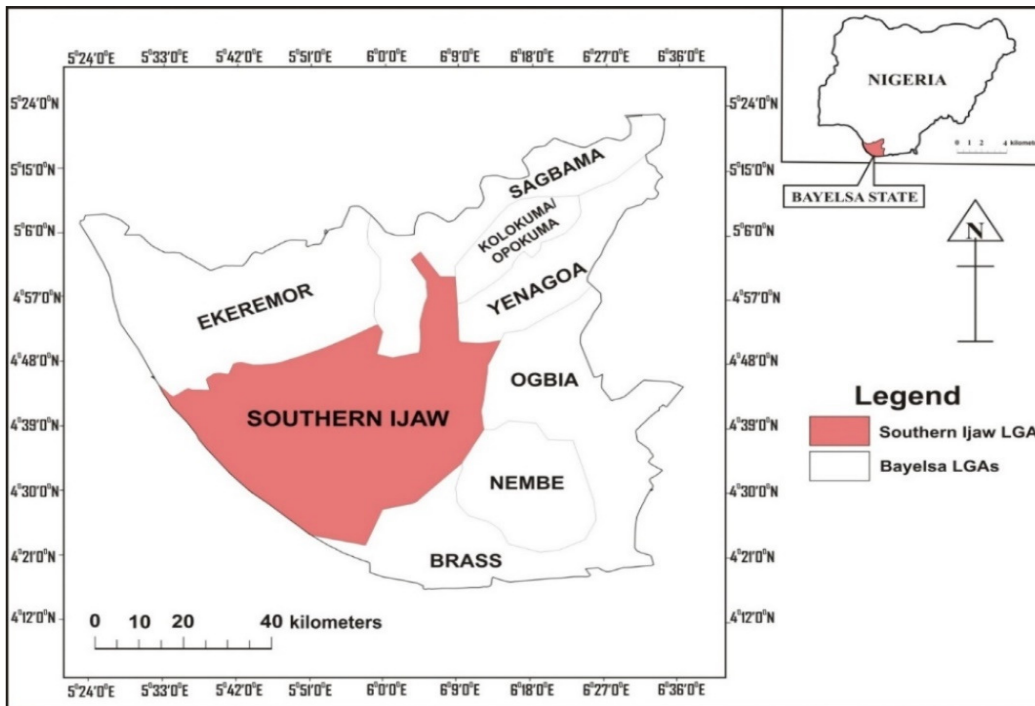 5°24'0"E 5°33'0"E 5°42'0"E 5°51'0"E 6°0'0"E 6°9'0"E 6°18'0"E 6°27'0"E 6°36'0"E
5°24'0"N
5°15'0"N
5°6'0"N
4°57'0"N
4°48'0"N
4°39'0"N
4°30'0"N
4°21'0"N
4°12'0"N
SAGBAMA
KOLOKUMA/
OPOKUMA
EKEREMOR
YENAGOA
OGBIA
SOUTHERN IJAW
NEMBE
BRASS
0 10 20 40 kilometers
5°24'0"E 5°33'0"E 5°42'0"E 5°51'0"E 6°0'0"E 6°9'0"E 6°18'0"E 6°27'0"E 6°36'0"E
5°24'0"N
5°15'0"N
5°6'0"N
4°57'0"N
4°48'0"N
4°39'0"N
4°30'0"N
4°21'0"N
4°12'0"N
NIGERIA
0 1 2 4 kilomete
BAYELSA STATE
N
Legend
Southern Ijaw LGA
Bayelsa LGAs